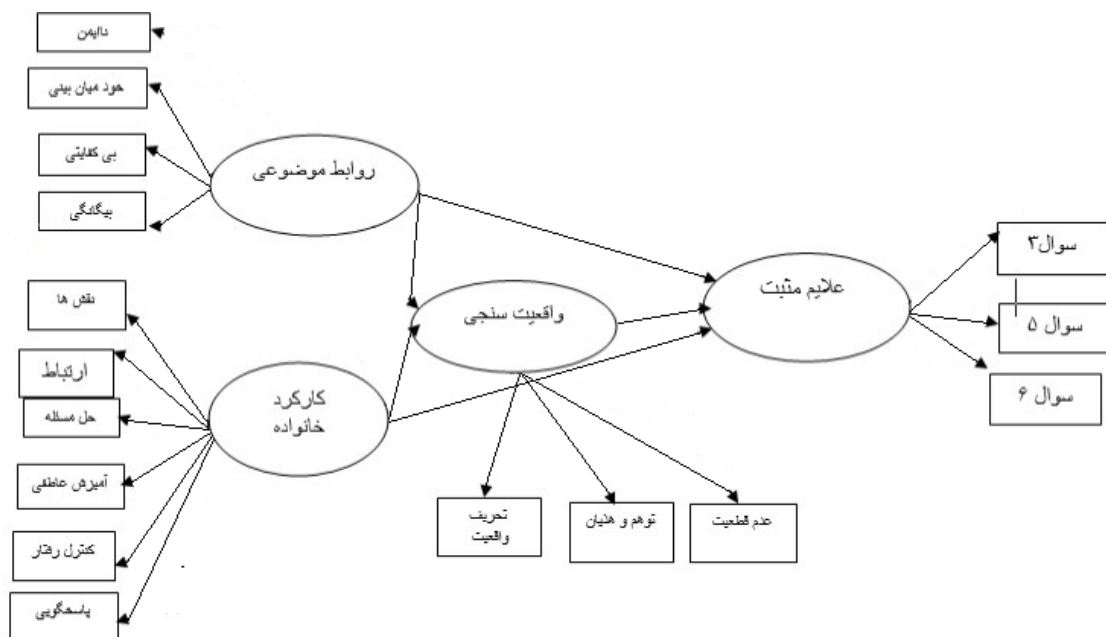 ناایمن
خود میان بینی
بی کفایتی
بیگانگی
روابط موضوعی
نقش ها
ارتباط
حل مسئله
آمیزش عاطفی
کنترل رفتار
پاسخگویی
کارکرد
خانواده
واقعیت سنجی
تحریف
واقعیت
توهم و هذیان
عدم قطعیت
علایم مثبت
سوال۳
سوال ۵
سوال ۶